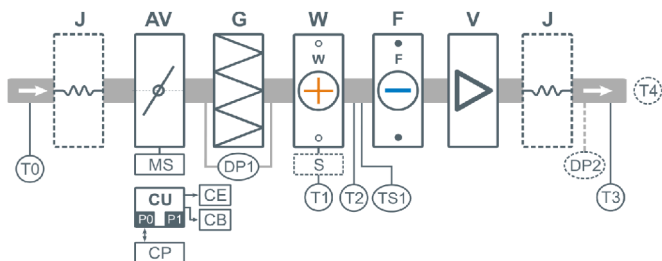 J AV G W F V J
W F
T4
MS DP1 S DP2
T0 T1 T2 TS1 T3
CU CE
P0 P1 CB
CP